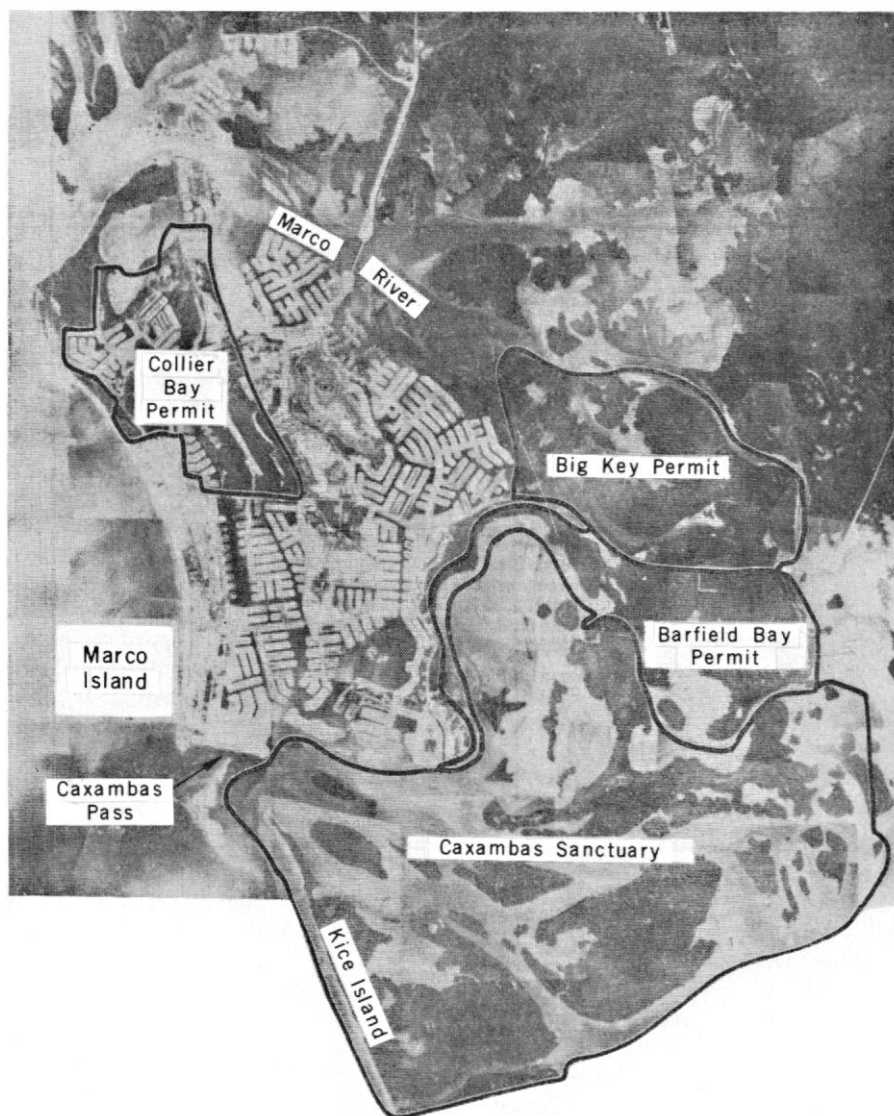 Marco
River
Collier
Bay
Permit
Big Key Permit
Barfield Bay
Permit
Marco
Island
Caxambas
Pass
Caxambas Sanctuary
Kice Island